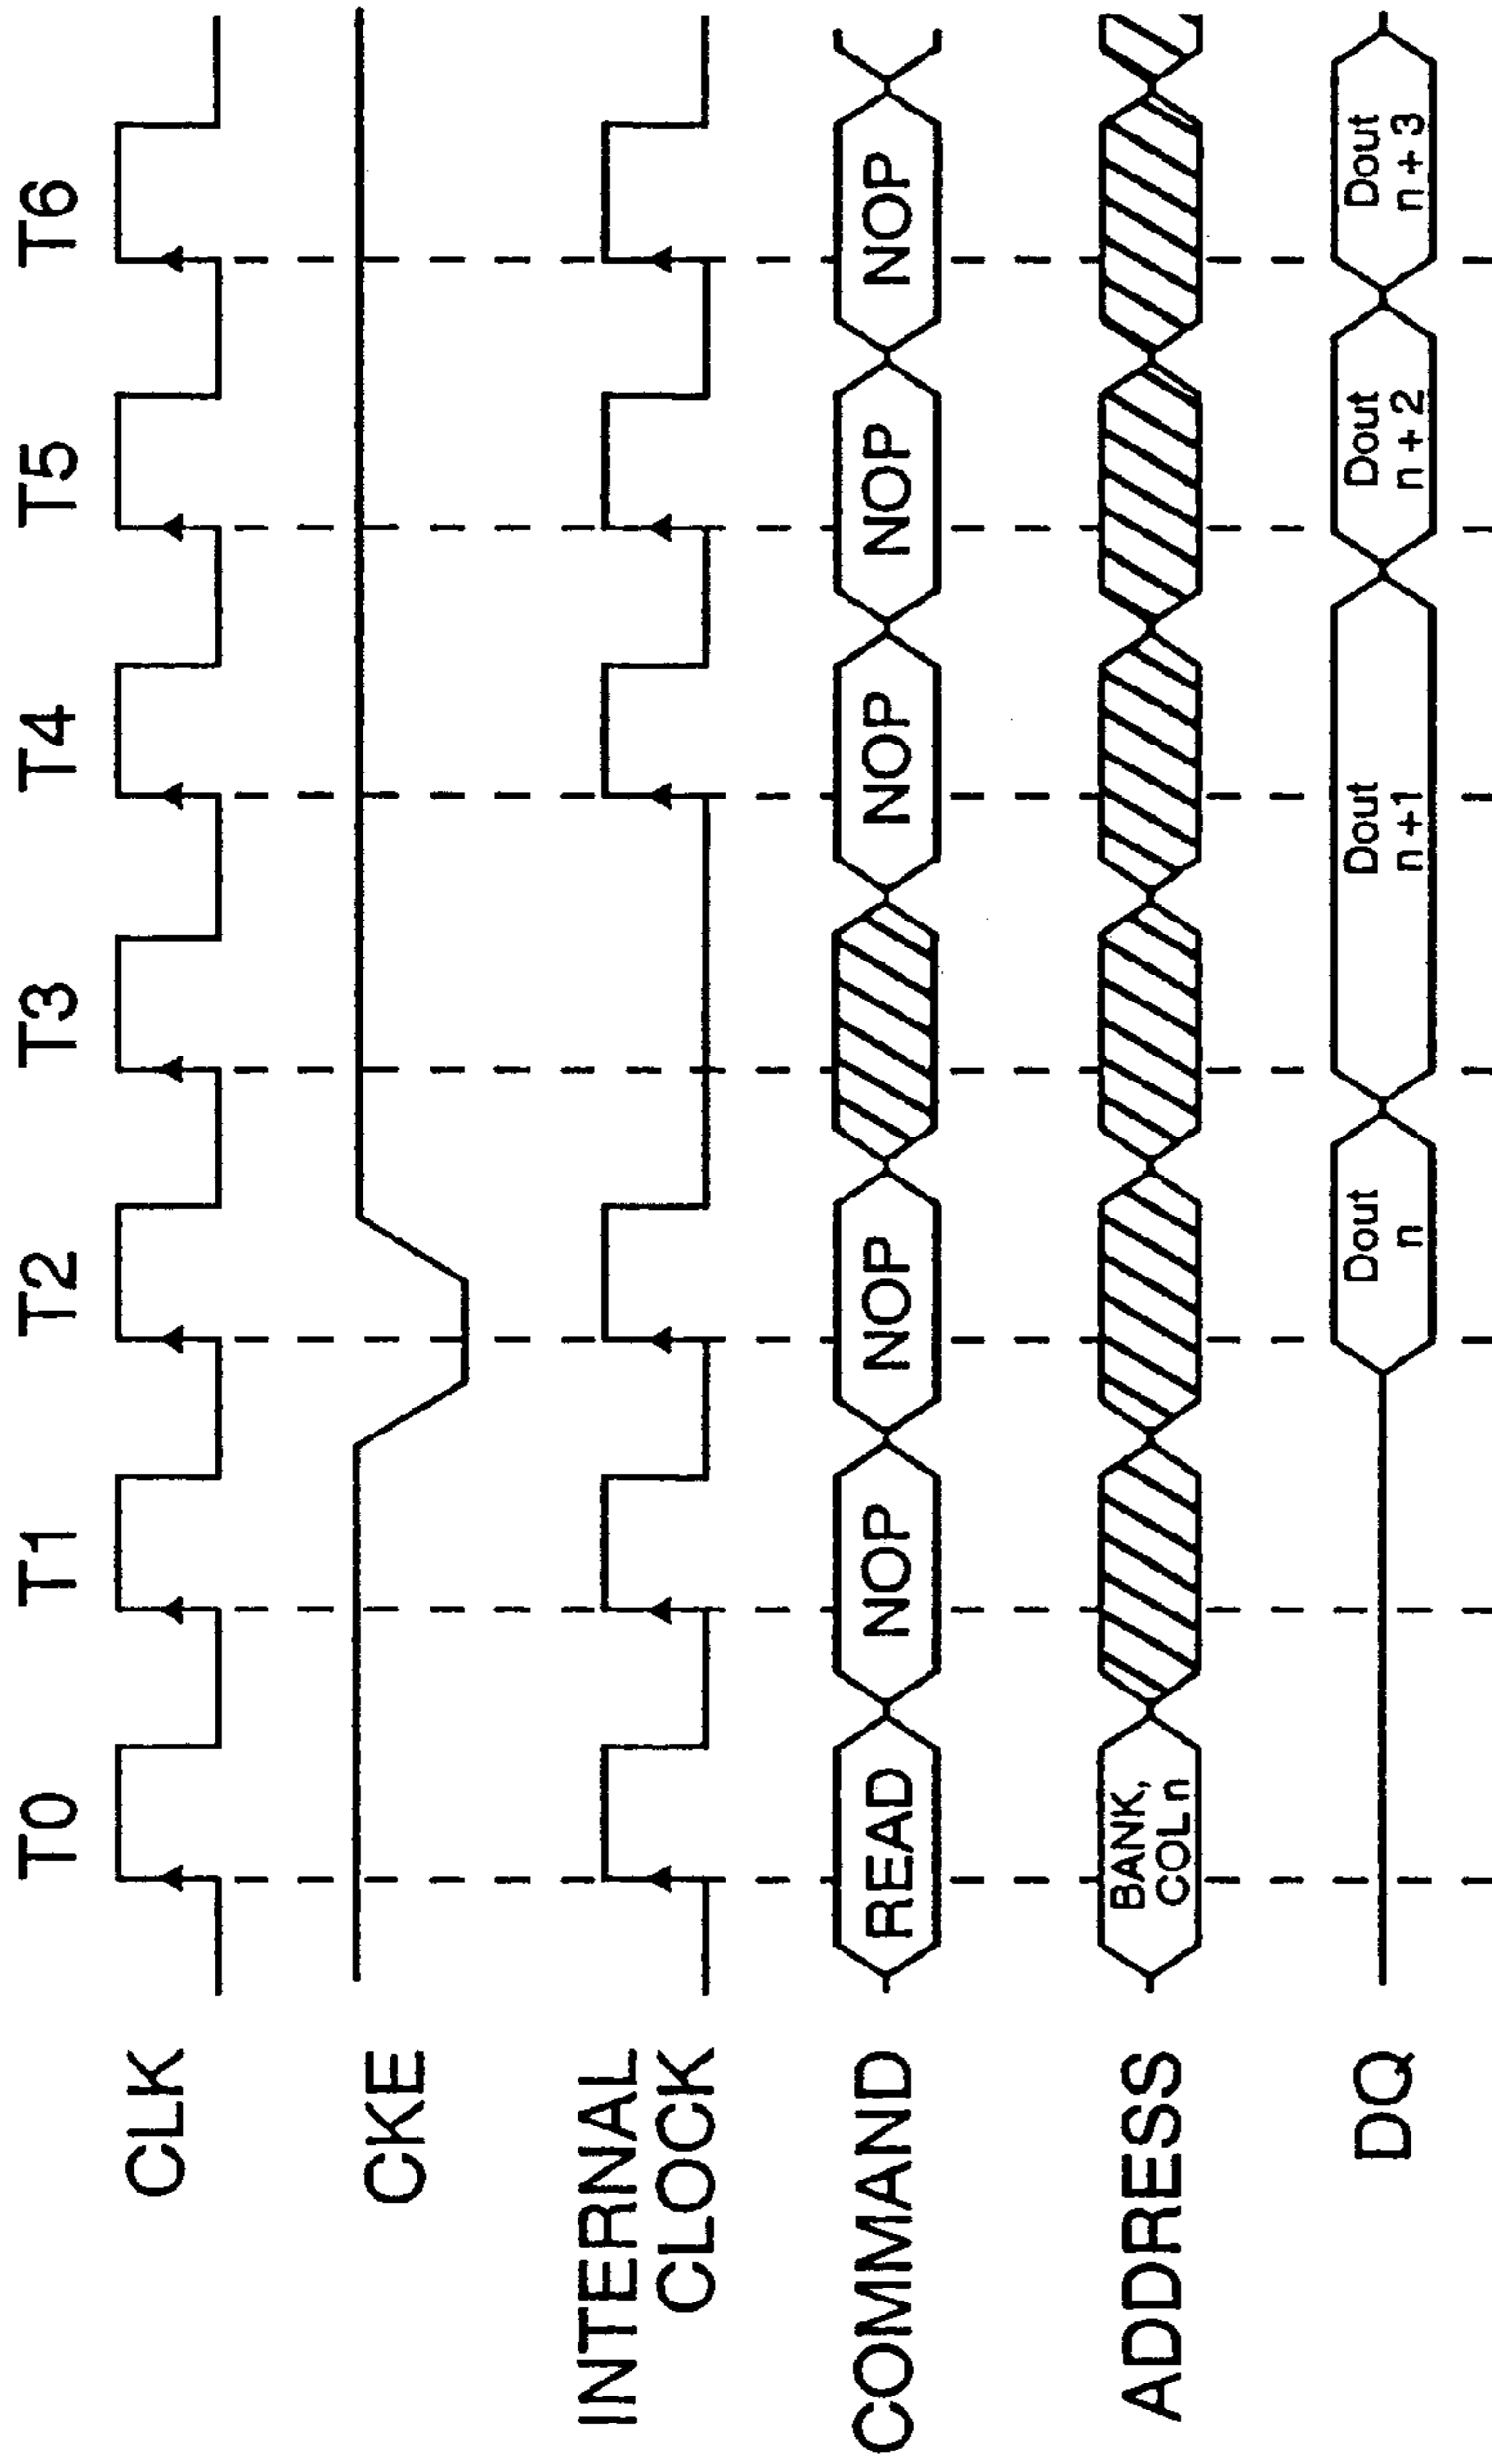 T0 T1 T2 T3 T4 T5 T6
CLK
CKE
INTERNAL
CLOCK
COMMAND
READ NOP NOP NOP NOP NOP
ADDRESS
BANK,
COL n
DQ
Dout
n
Dout
n+1
Dout
n+2
Dout
n+3